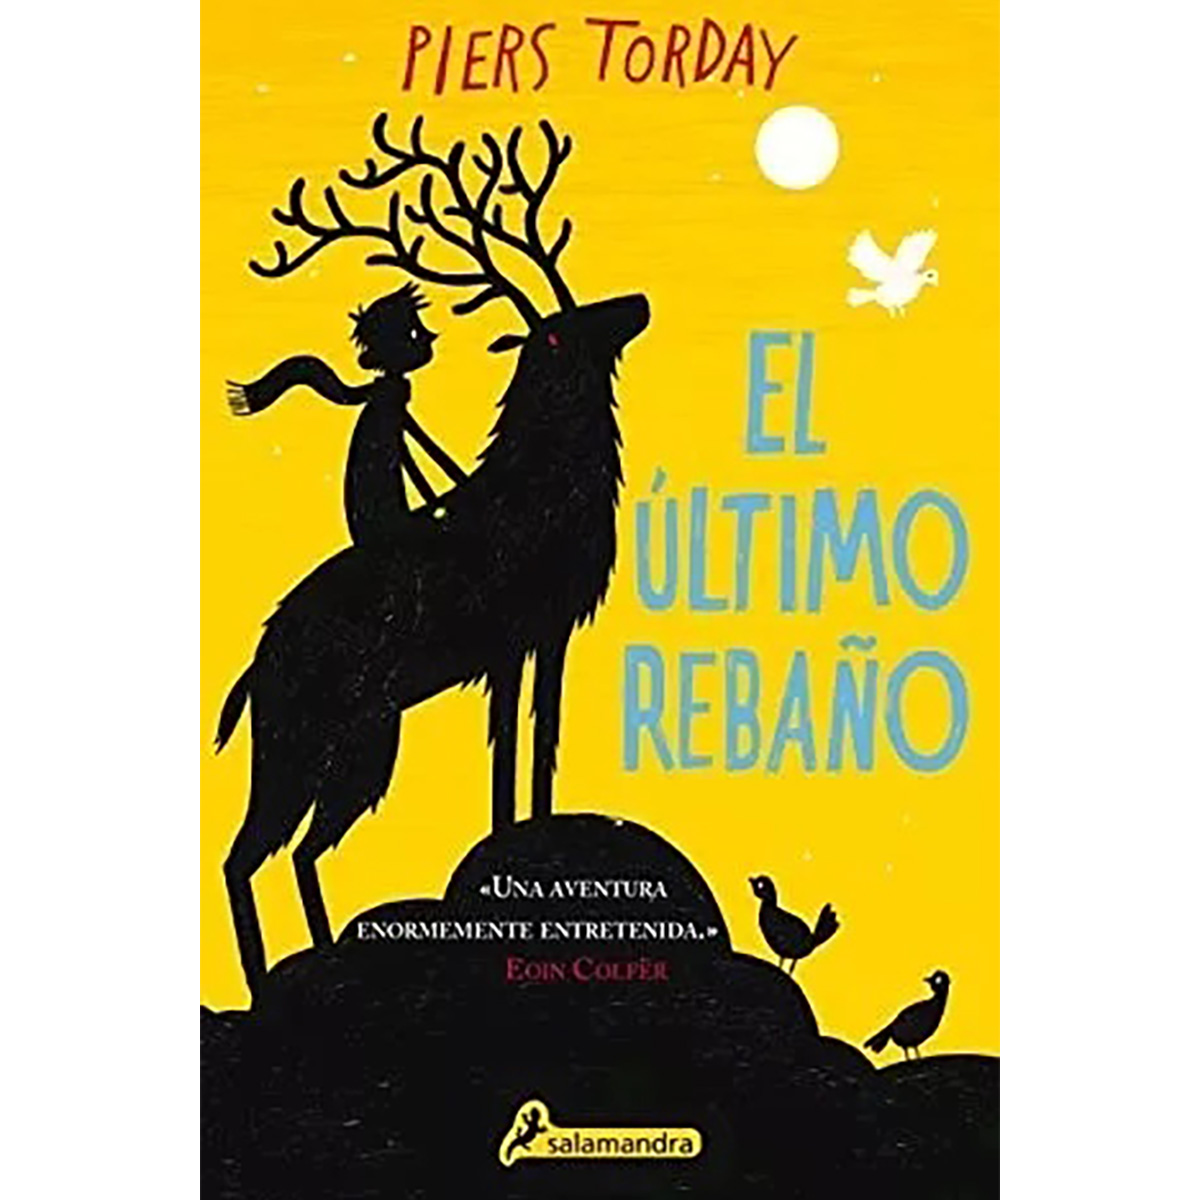 PIERS TORDAY
EL
ÚLTIMO
REBAÑO
«UNA AVENTURA
ENORMEMENTE ENTRETENIDA.»
EOIN COLFER
salamandra